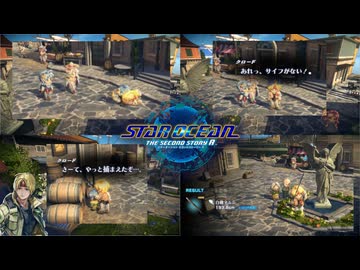 クロード
あれっ、サイフがない！。
STAR OCEAN
THE SECOND STORY R
クロード
さーて、やっと捕まえたぞ…。
RESULT